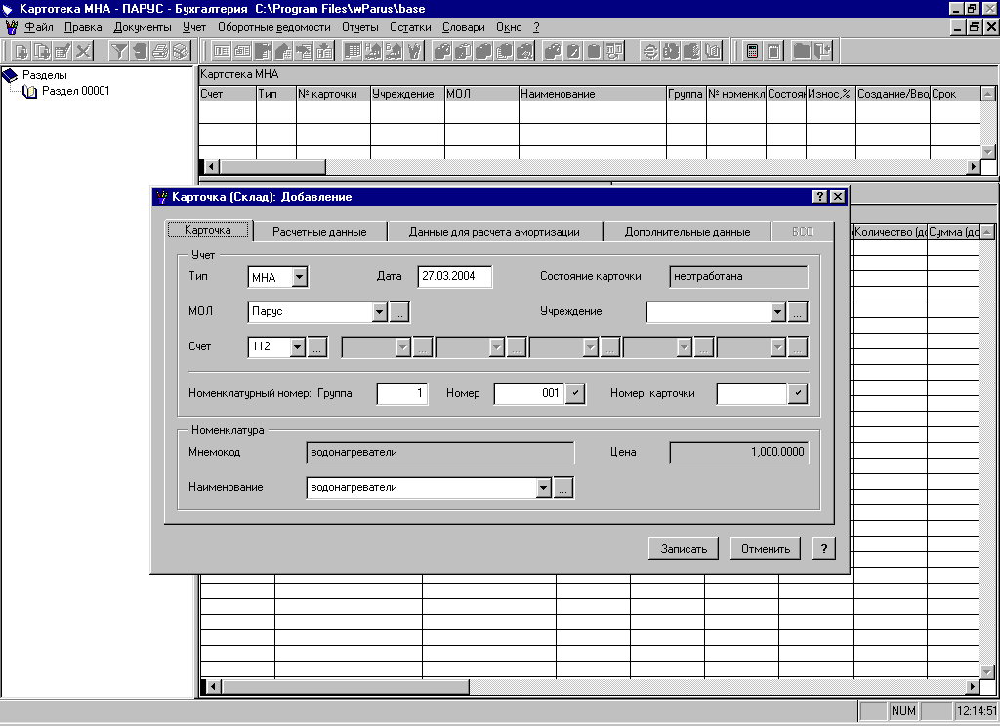 Картотека МНА - ПАРУС - Бухгалтерия C:\Program Files\wParus\base
Файл Правка Документы Учет Оборотные ведомости Отчеты Остатки Словари Окно ?
Разделы
Раздел 00001
Картотека МНА
Счет Тип № карточки Учреждение МОЛ Наименование Группа № номенкл Состоян Износ,% Создание/Вво Срок
Количество (до Сумма (до
Карточка (Склад): Добавление
Карточка Расчетные данные Данные для расчета амортизации Дополнительные данные БСО
Учет
Тип МНА Дата 27.03.2004 Состояние карточки неотработана
МОЛ Парус ... Учреждение ...
Счет 112 ... ... ... ... ... ...
Номенклатурный номер: Группа 1 Номер 001 Номер карточки
Номенклатура
Мнемокод водонагреватели Цена 1,000.0000
Наименование водонагреватели ...
Записать Отменить ?
NUM 12:14:51